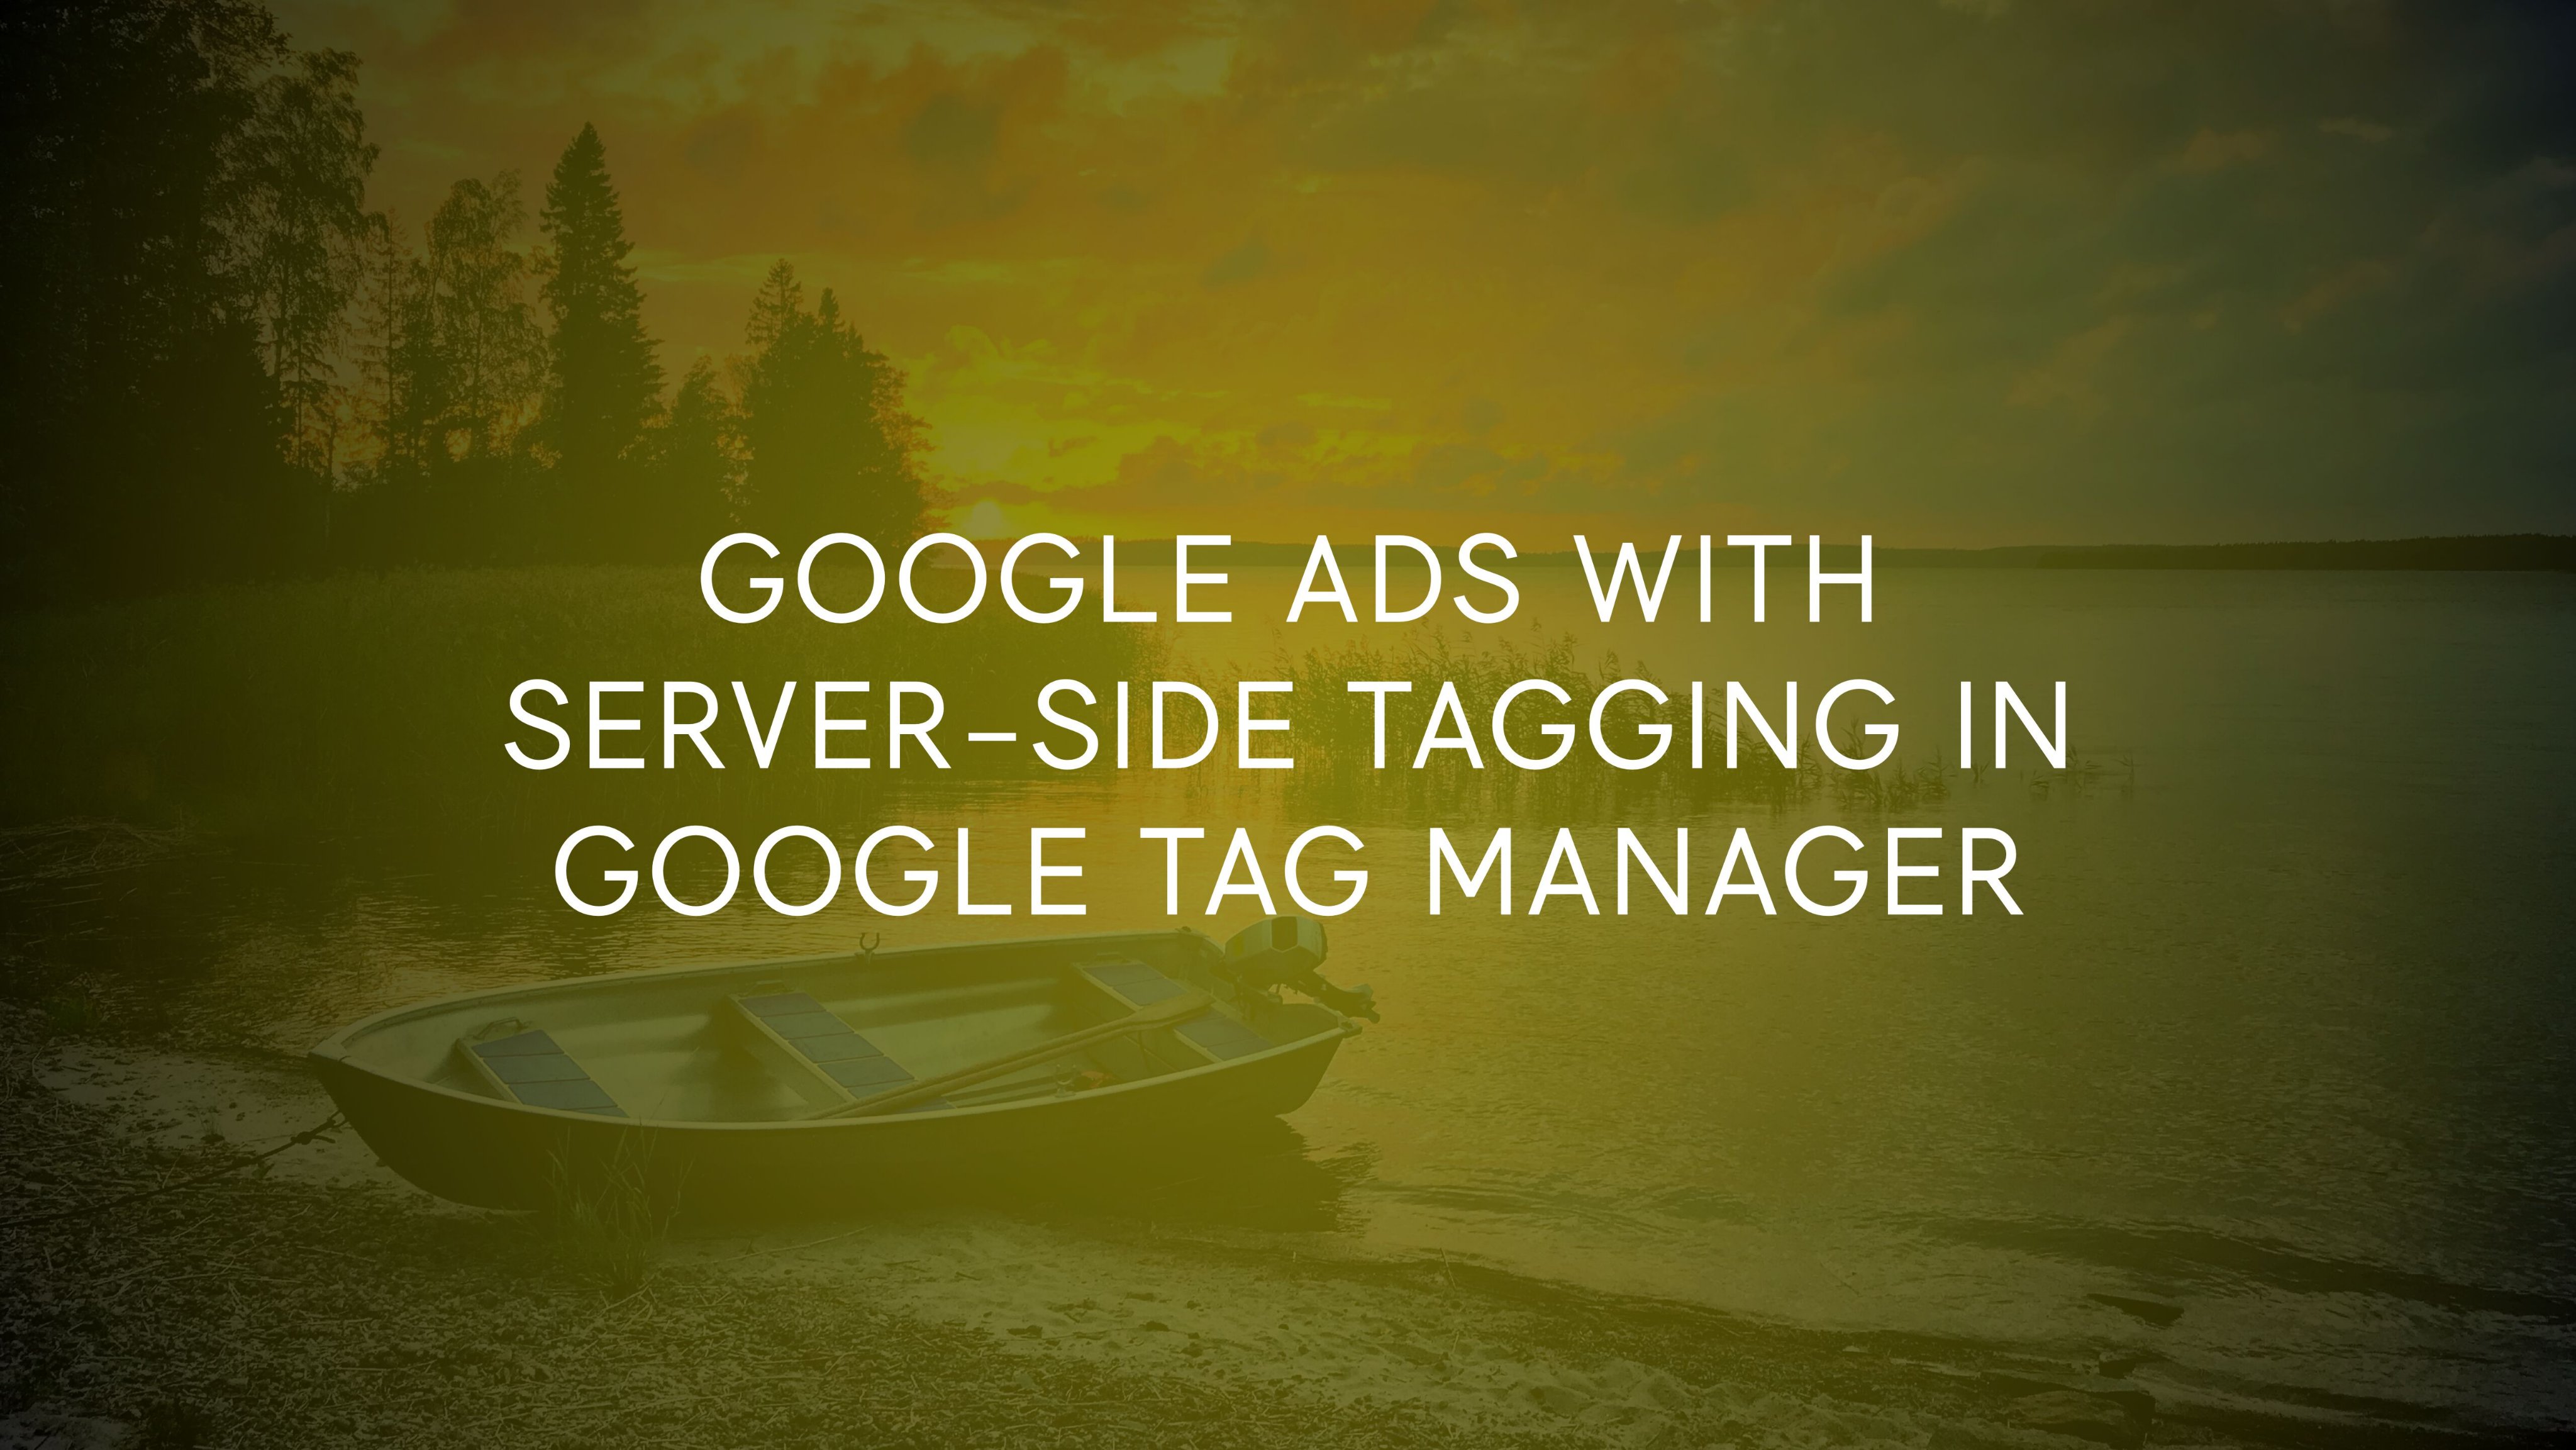 GOOGLE ADS WITH
SERVER-SIDE TAGGING IN
GOOGLE TAG MANAGER